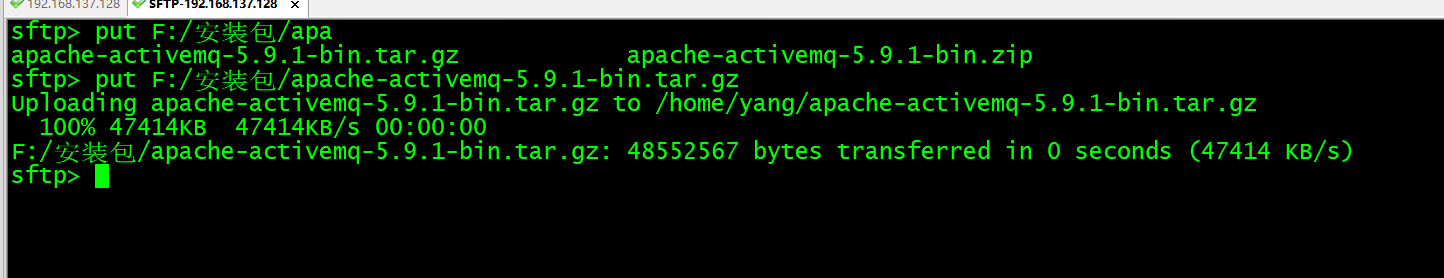 192.168.137.128 SFTP-192.168.137.128 ×
sftp> put F:/安装包/apa
apache-activemq-5.9.1-bin.tar.gz apache-activemq-5.9.1-bin.zip
sftp> put F:/安装包/apache-activemq-5.9.1-bin.tar.gz
Uploading apache-activemq-5.9.1-bin.tar.gz to /home/yang/apache-activemq-5.9.1-bin.tar.gz
100% 47414KB 47414KB/s 00:00:00
F:/安装包/apache-activemq-5.9.1-bin.tar.gz: 48552567 bytes transferred in 0 seconds (47414 KB/s)
sftp>